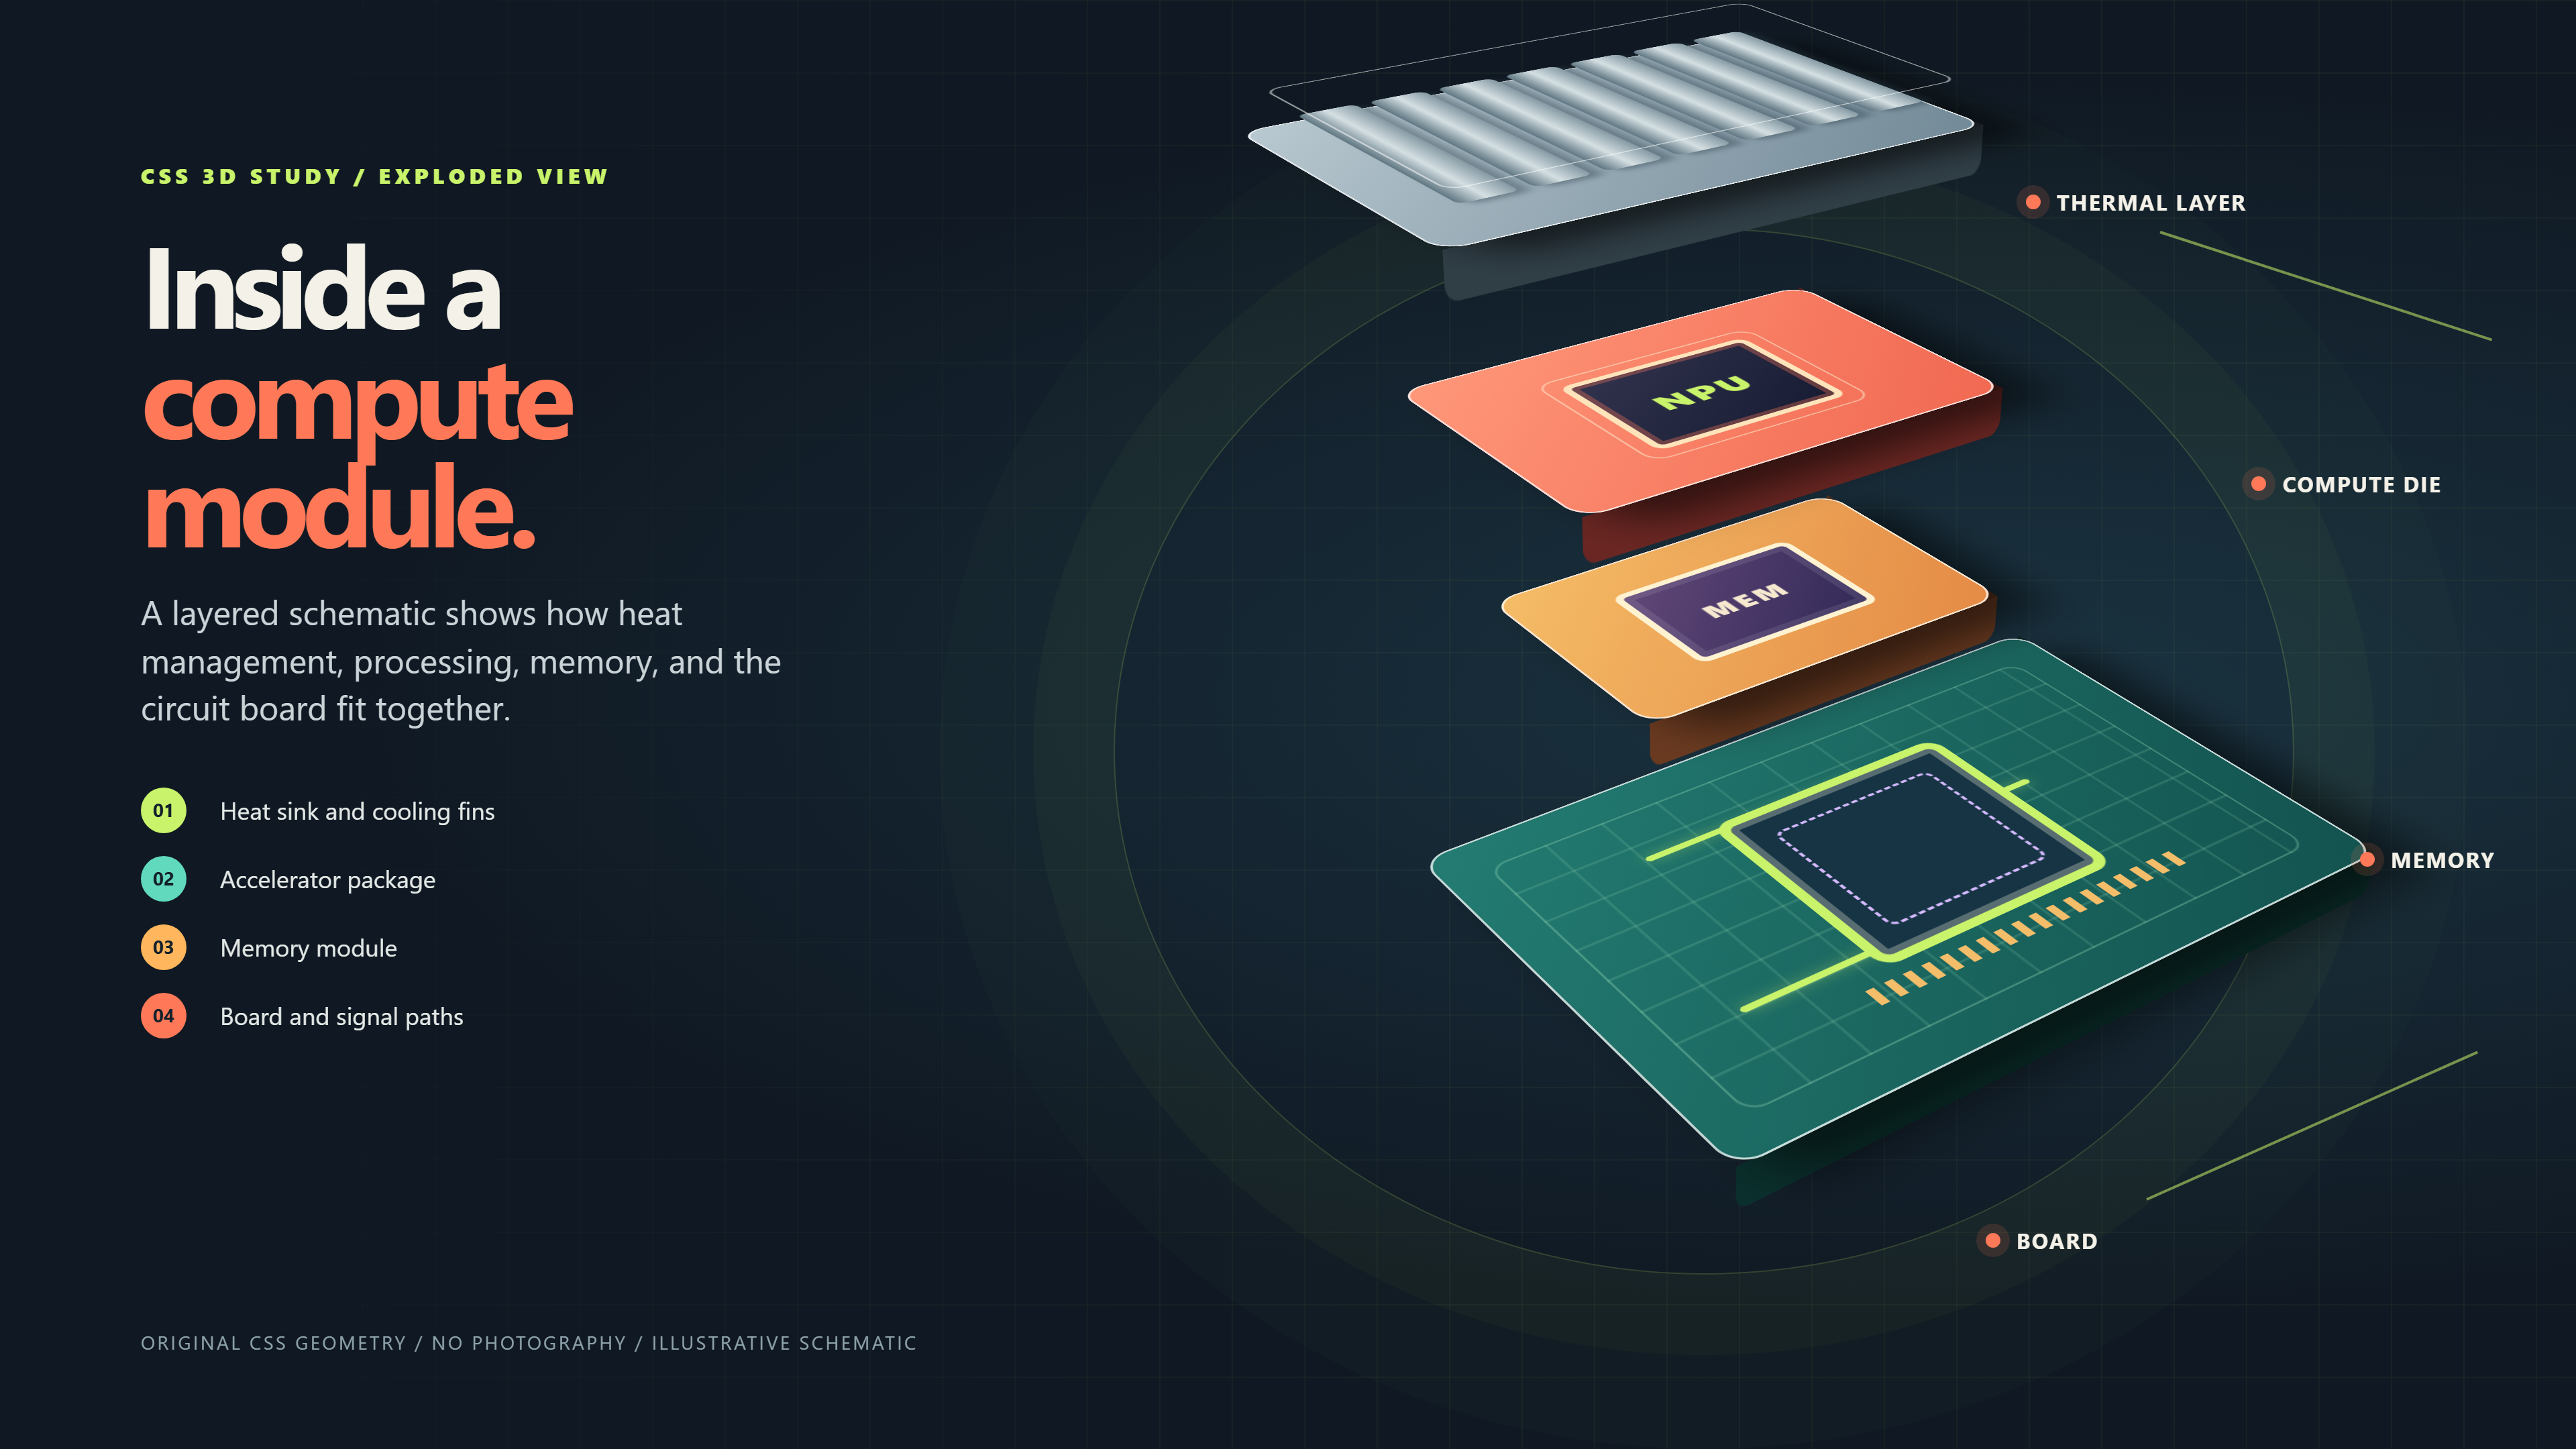 CSS 3D STUDY / EXPLODED VIEW
Inside a
compute
module.
A layered schematic shows how heat
management, processing, memory, and the
circuit board fit together.
01 Heat sink and cooling fins
02 Accelerator package
03 Memory module
04 Board and signal paths
ORIGINAL CSS GEOMETRY / NO PHOTOGRAPHY / ILLUSTRATIVE SCHEMATIC
THERMAL LAYER
NPU
COMPUTE DIE
MEM
MEMORY
BOARD